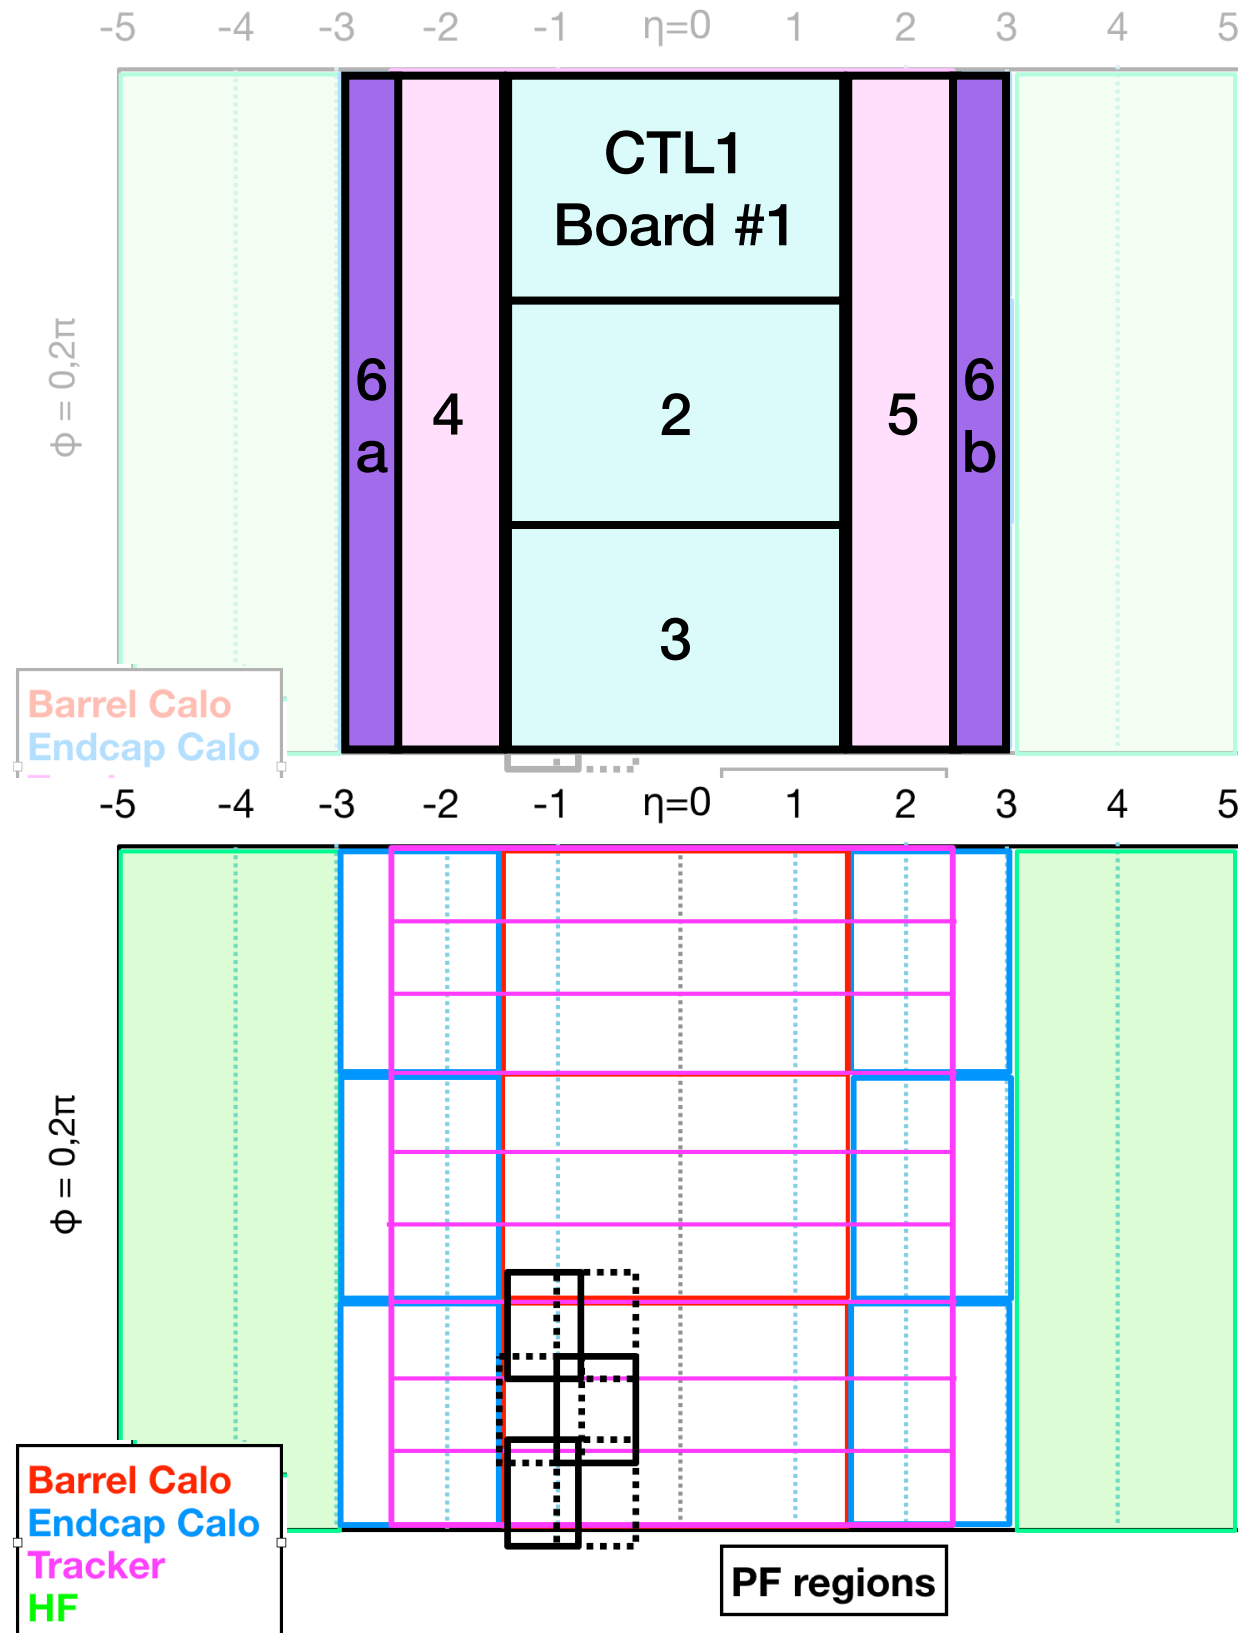 -5 -4 -3 -2 -1 η=0 1 2 3 4 5
CTL1
Board #1
ϕ = 0,2π
6
a
4
2
5
6
b
3
Barrel Calo
Endcap Calo
-5 -4 -3 -2 -1 η=0 1 2 3 4 5
ϕ = 0,2π
Barrel Calo
Endcap Calo
Tracker
HF
PF regions